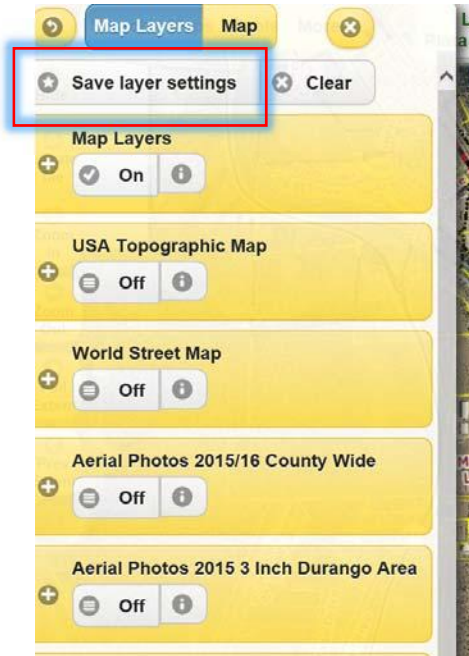 Map Layers Map
Save layer settings Clear
Map Layers
On
USA Topographic Map
Off
World Street Map
Off
Aerial Photos 2015/16 County Wide
Off
Aerial Photos 2015 3 Inch Durango Area
Off